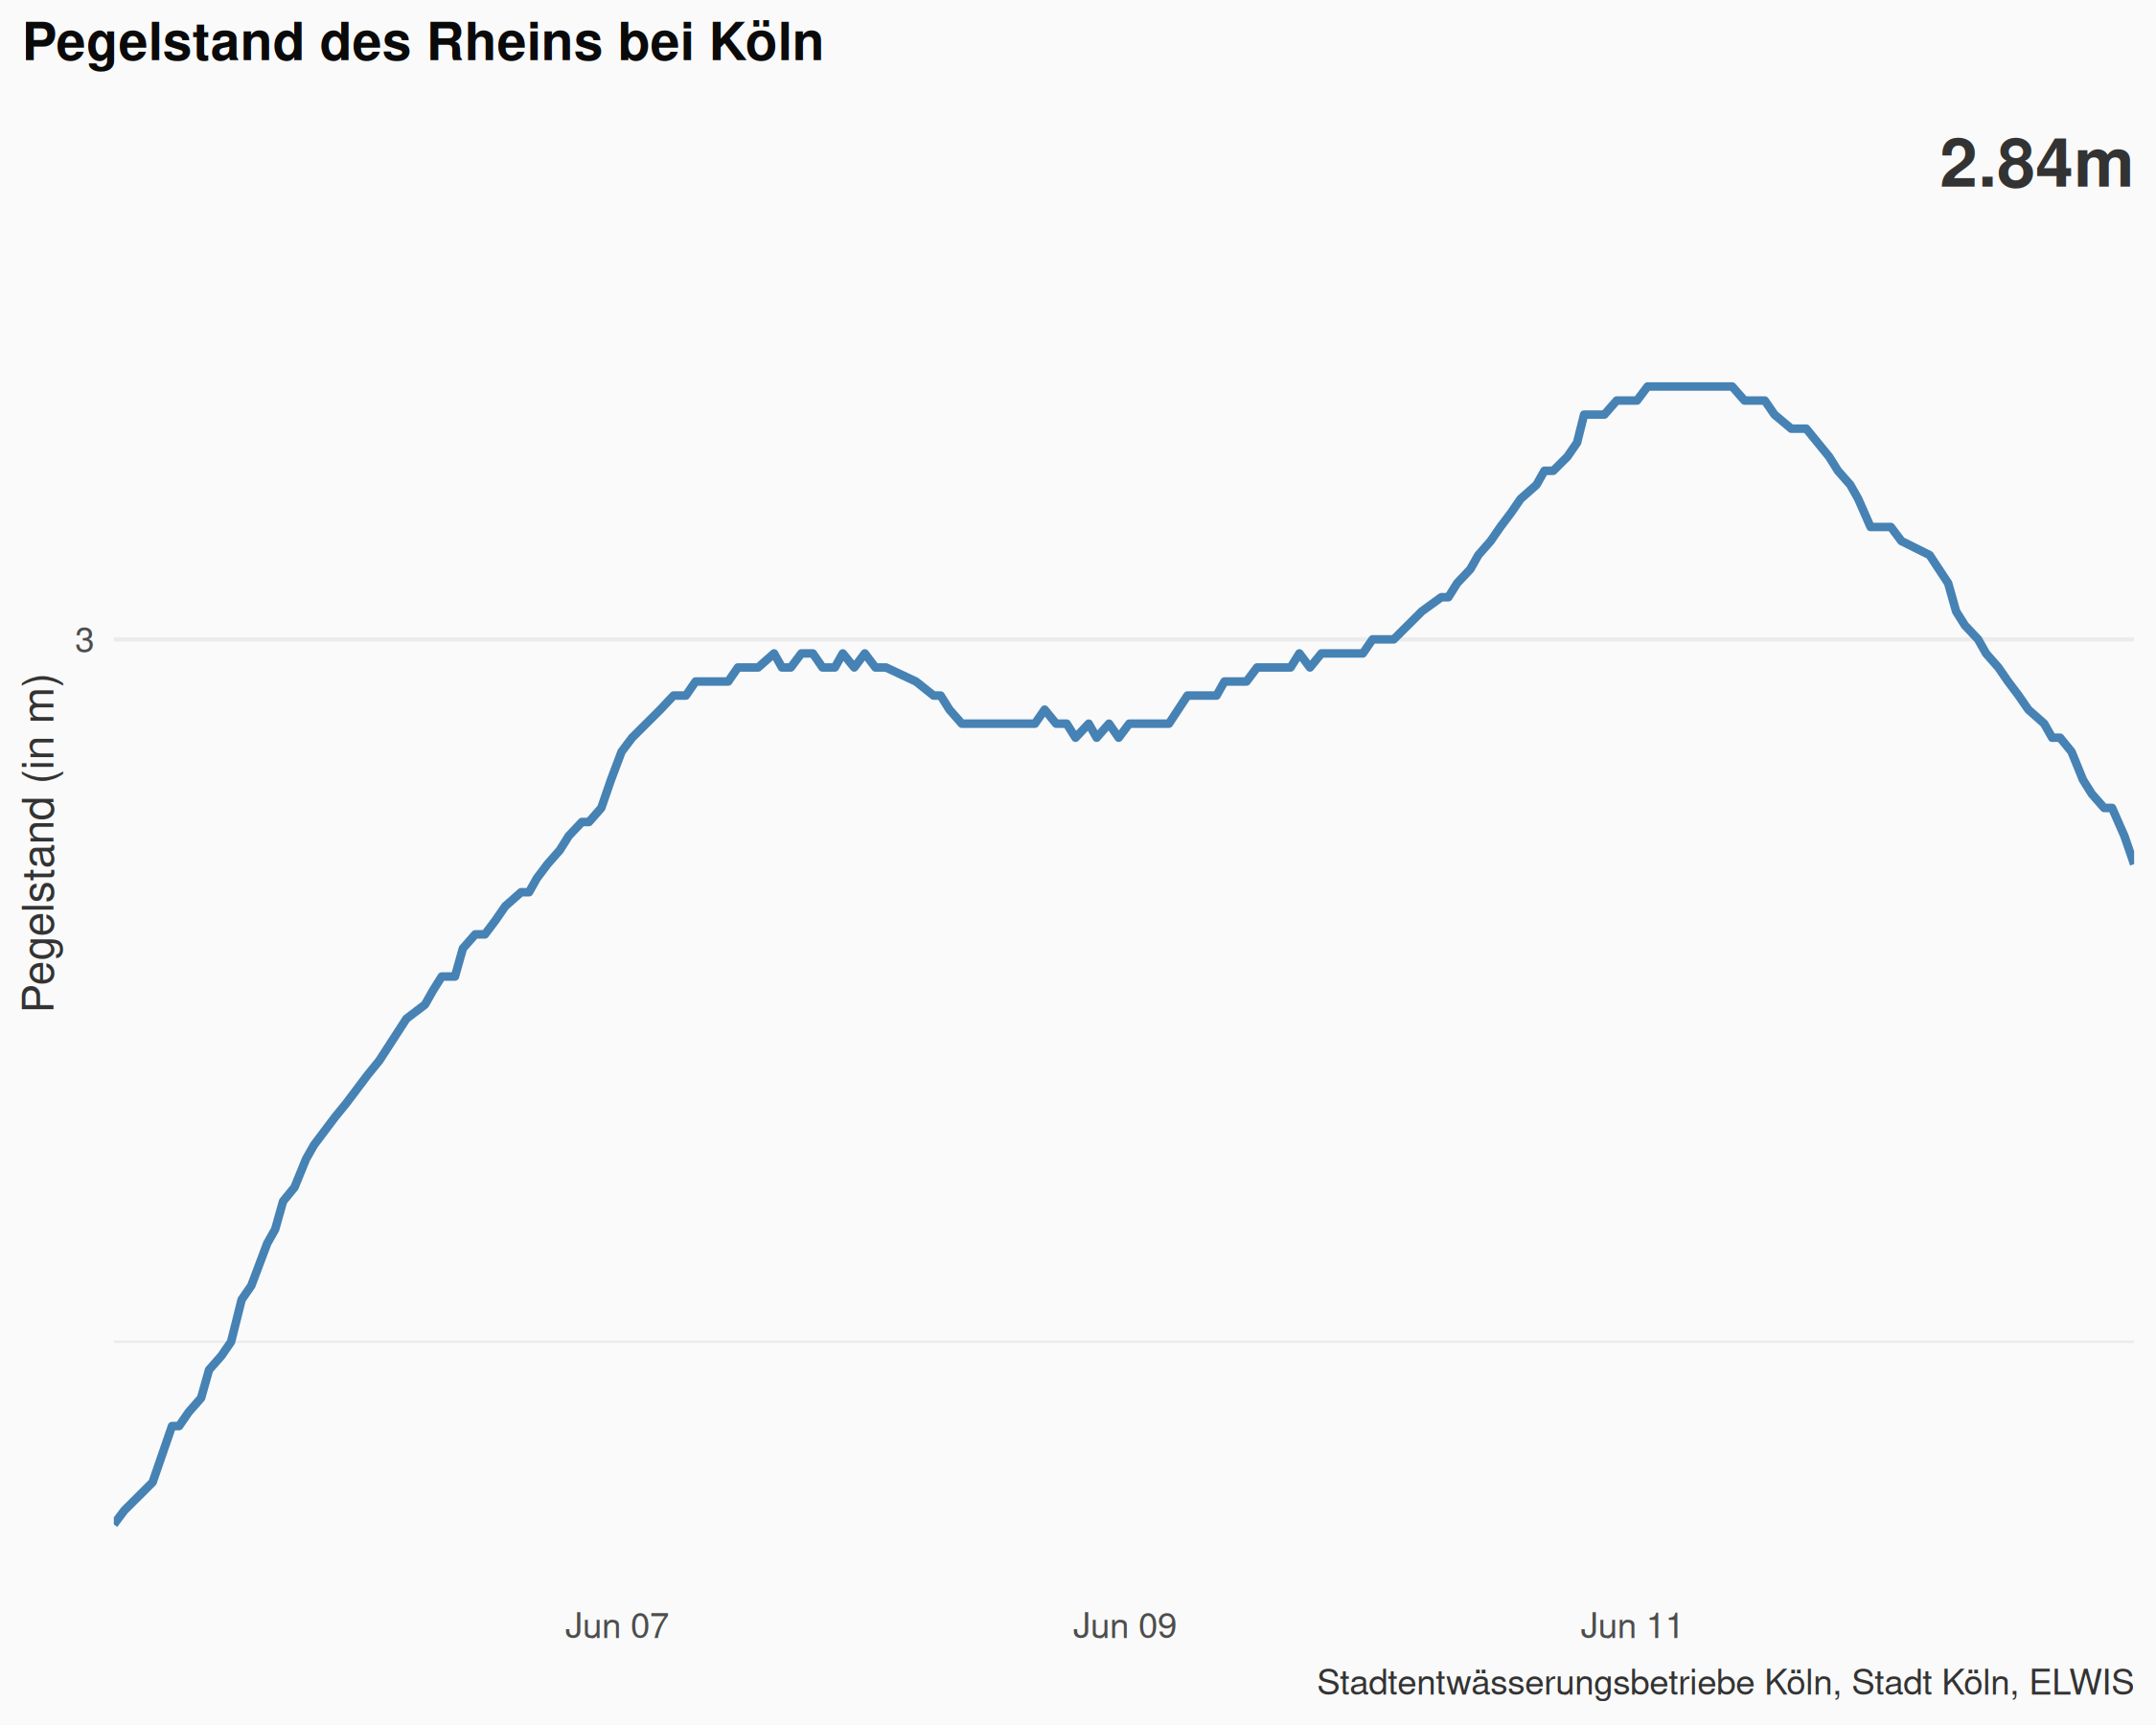 Pegelstand des Rheins bei Köln
2.84m
3
Pegelstand (in m)
Jun 07
Jun 09
Jun 11
Stadtentwässerungsbetriebe Köln, Stadt Köln, ELWIS